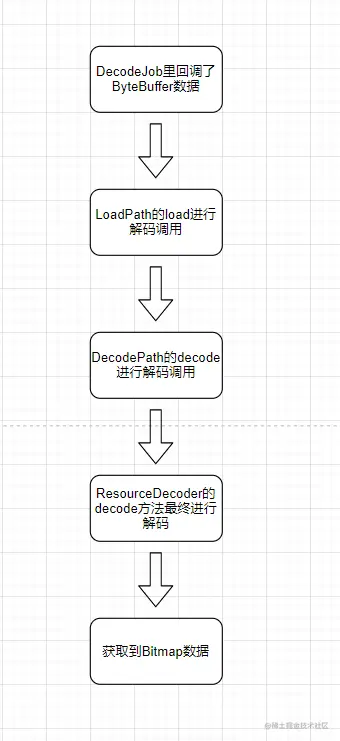 DecodeJob里回调了
ByteBuffer数据
LoadPath的load进行
解码调用
DecodePath的decode
进行解码调用
ResourceDecoder的
decode方法最终进行
解码
获取到Bitmap数据
@稀土掘金技术社区